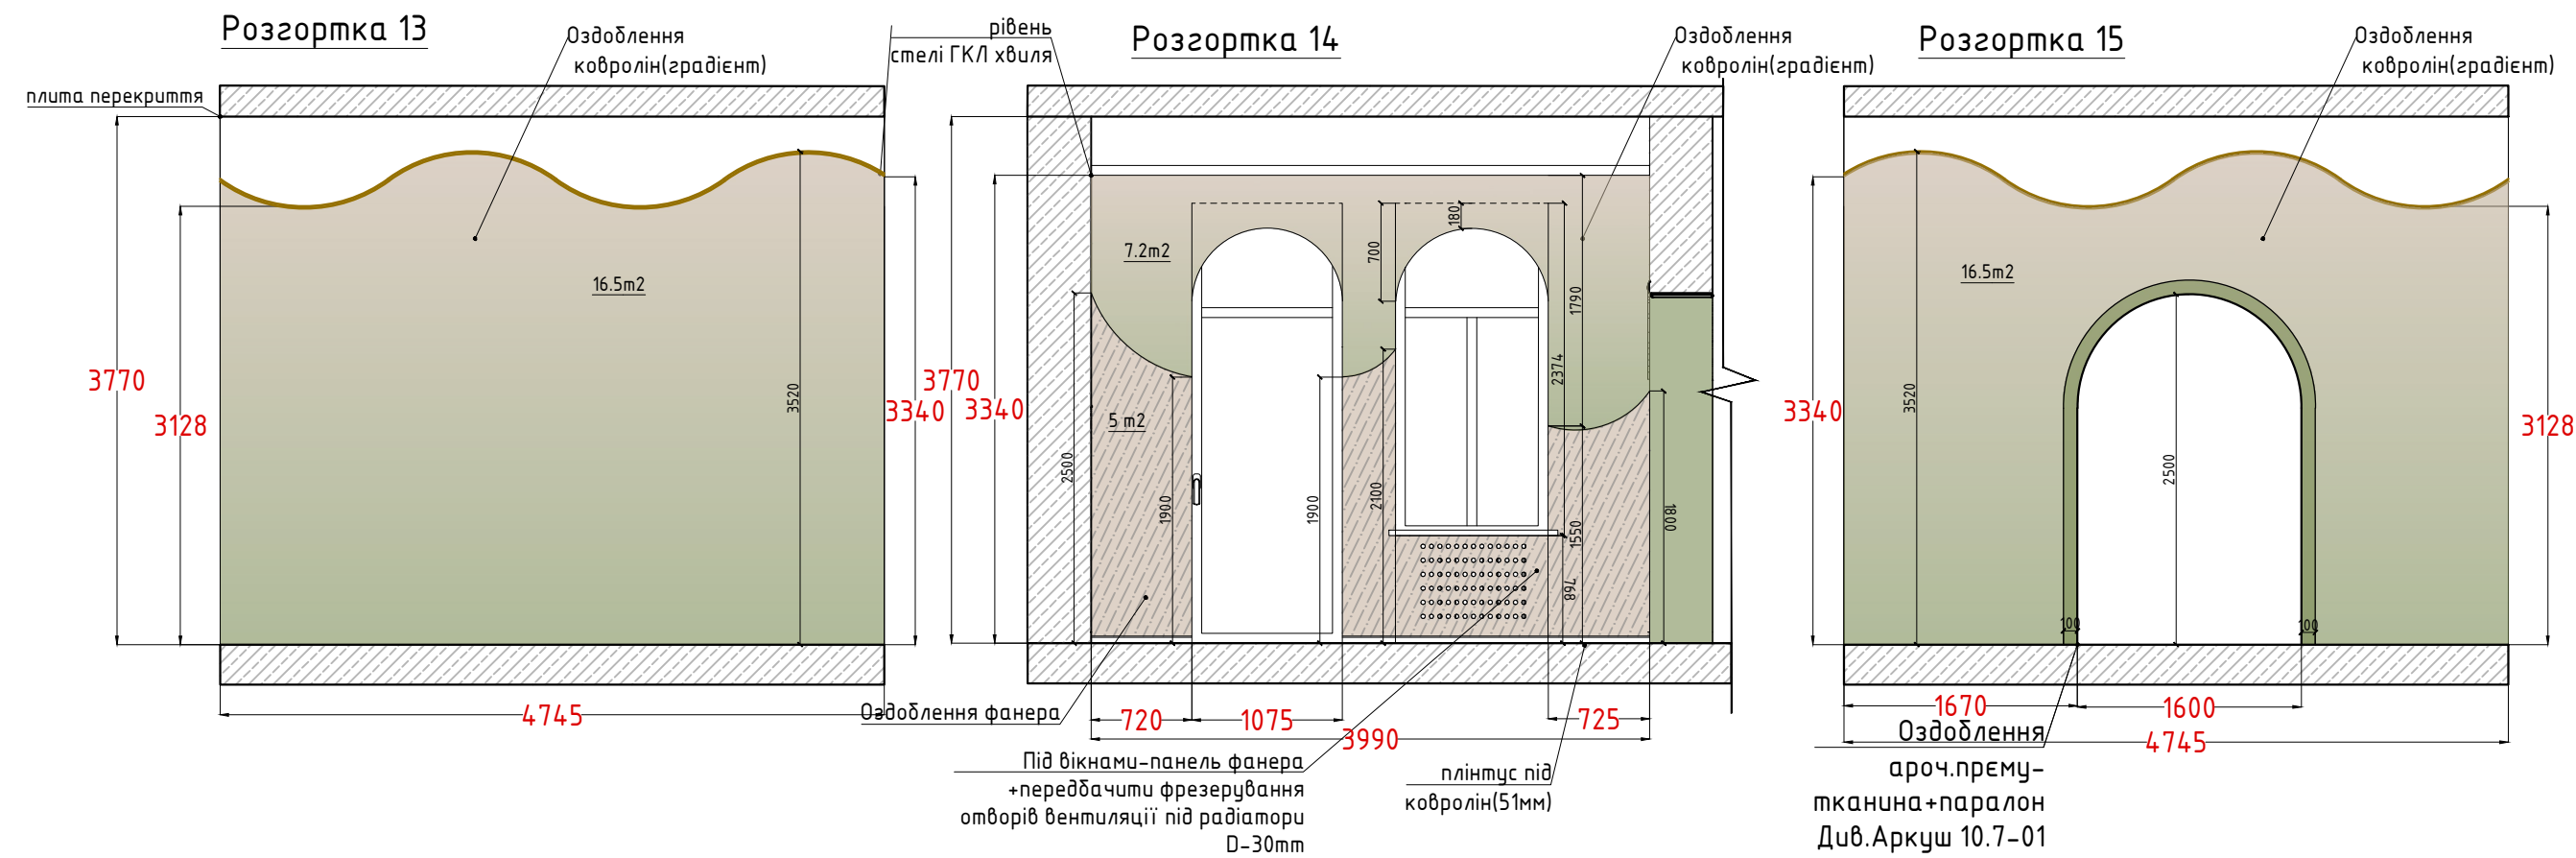 Розгортка 13
Оздоблення
ковролін(градієнт)
плита перекриття
16.5m2
3770
3128
3520
3340
4745
рівень
стелі ГКЛ хвиля
Розгортка 14
Оздоблення
ковролін(градієнт)
7.2m2
5 m2
3770
3340
2500
1900
1900
2100
700
180
1790
2374
1550
768
1800
720
1075
725
3990
Оздоблення фанера
Під вікнами-панель фанера
+передбачити фрезерування
отворів вентиляції під радіатори
D-30mm
плінтус під
ковролін(51мм)
Розгортка 15
Оздоблення
ковролін(градієнт)
16.5m2
3340
3520
2500
3128
100
100
1670
1600
4745
Оздоблення
ароч.прєму-
тканина+паралон
Див.Аркуш 10.7-01